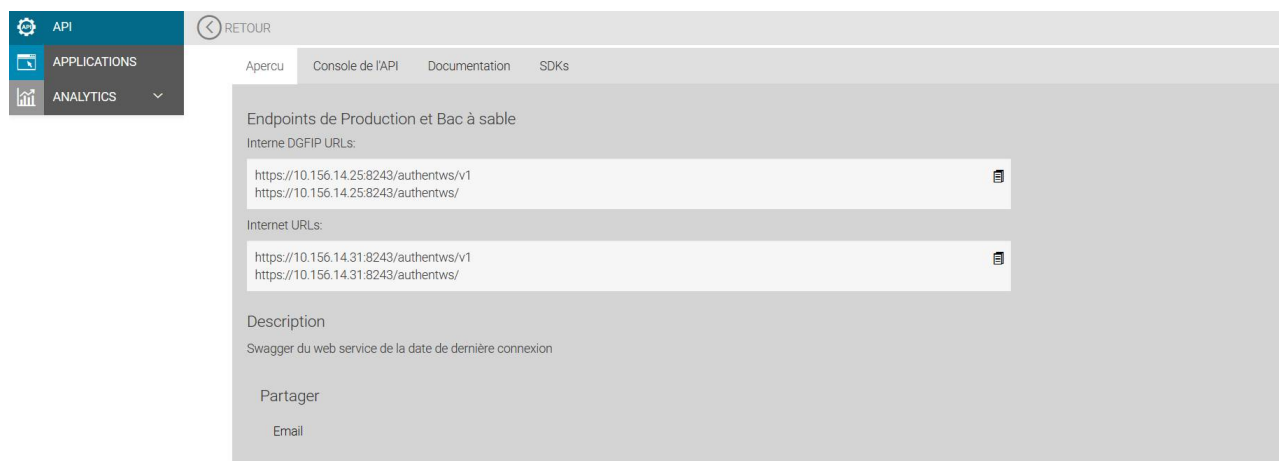 API
RETOUR
APPLICATIONS
ANALYTICS
Apercu Console de l'API Documentation SDKs
Endpoints de Production et Bac à sable
Interne DGFIP URLs:
https://10.156.14.25:8243/authentws/v1
https://10.156.14.25:8243/authentws/
Internet URLs:
https://10.156.14.31:8243/authentws/v1
https://10.156.14.31:8243/authentws/
Description
Swagger du web service de la date de dernière connexion
Partager
Email